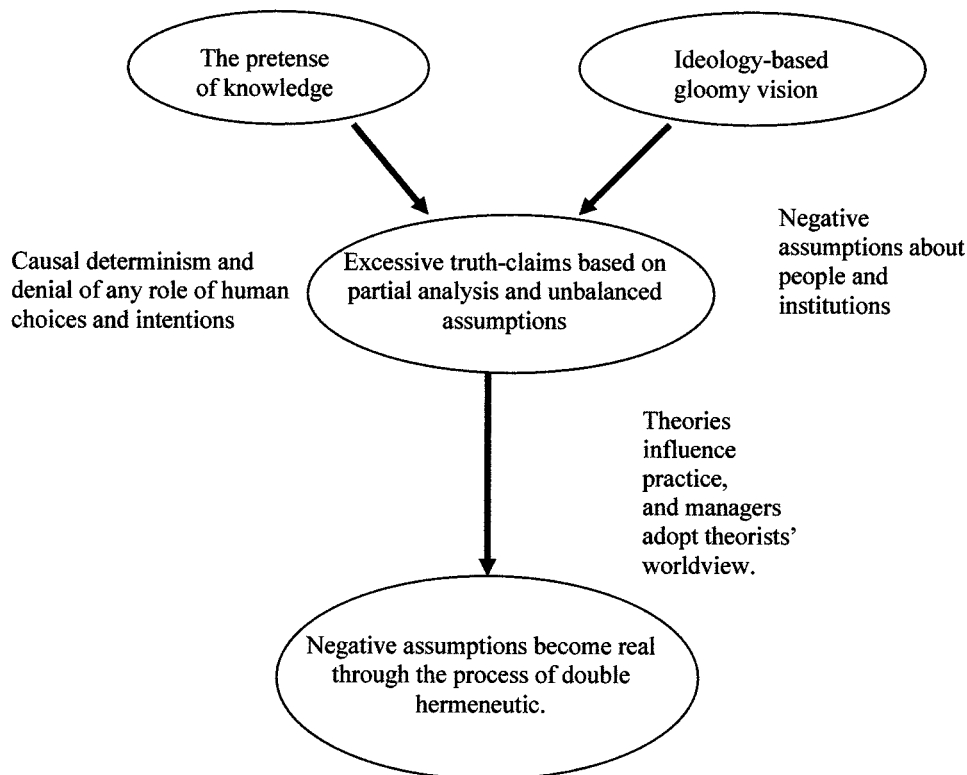 The pretense
of knowledge
Ideology-based
gloomy vision
Causal determinism and
denial of any role of human
choices and intentions
Excessive truth-claims based on
partial analysis and unbalanced
assumptions
Negative
assumptions about
people and
institutions
Theories
influence
practice,
and managers
adopt theorists’
worldview.
Negative assumptions become real
through the process of double
hermeneutic.